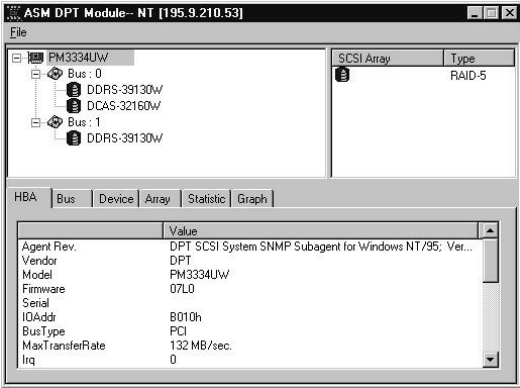 ASM DPT Module-- NT [195.9.210.53]
File
PM3334UW
Bus : 0
DDRS-39130W
DCAS-32160W
Bus : 1
DDRS-39130W
SCSI Array Type
RAID-5
HBA Bus Device Array Statistic Graph
Value
Agent Rev. DPT SCSI System SNMP Subagent for Windows NT/95; Ver...
Vendor DPT
Model PM3334UW
Firmware 07L0
Serial
IOAddr B010h
BusType PCI
MaxTransferRate 132 MB/sec.
Irq 0